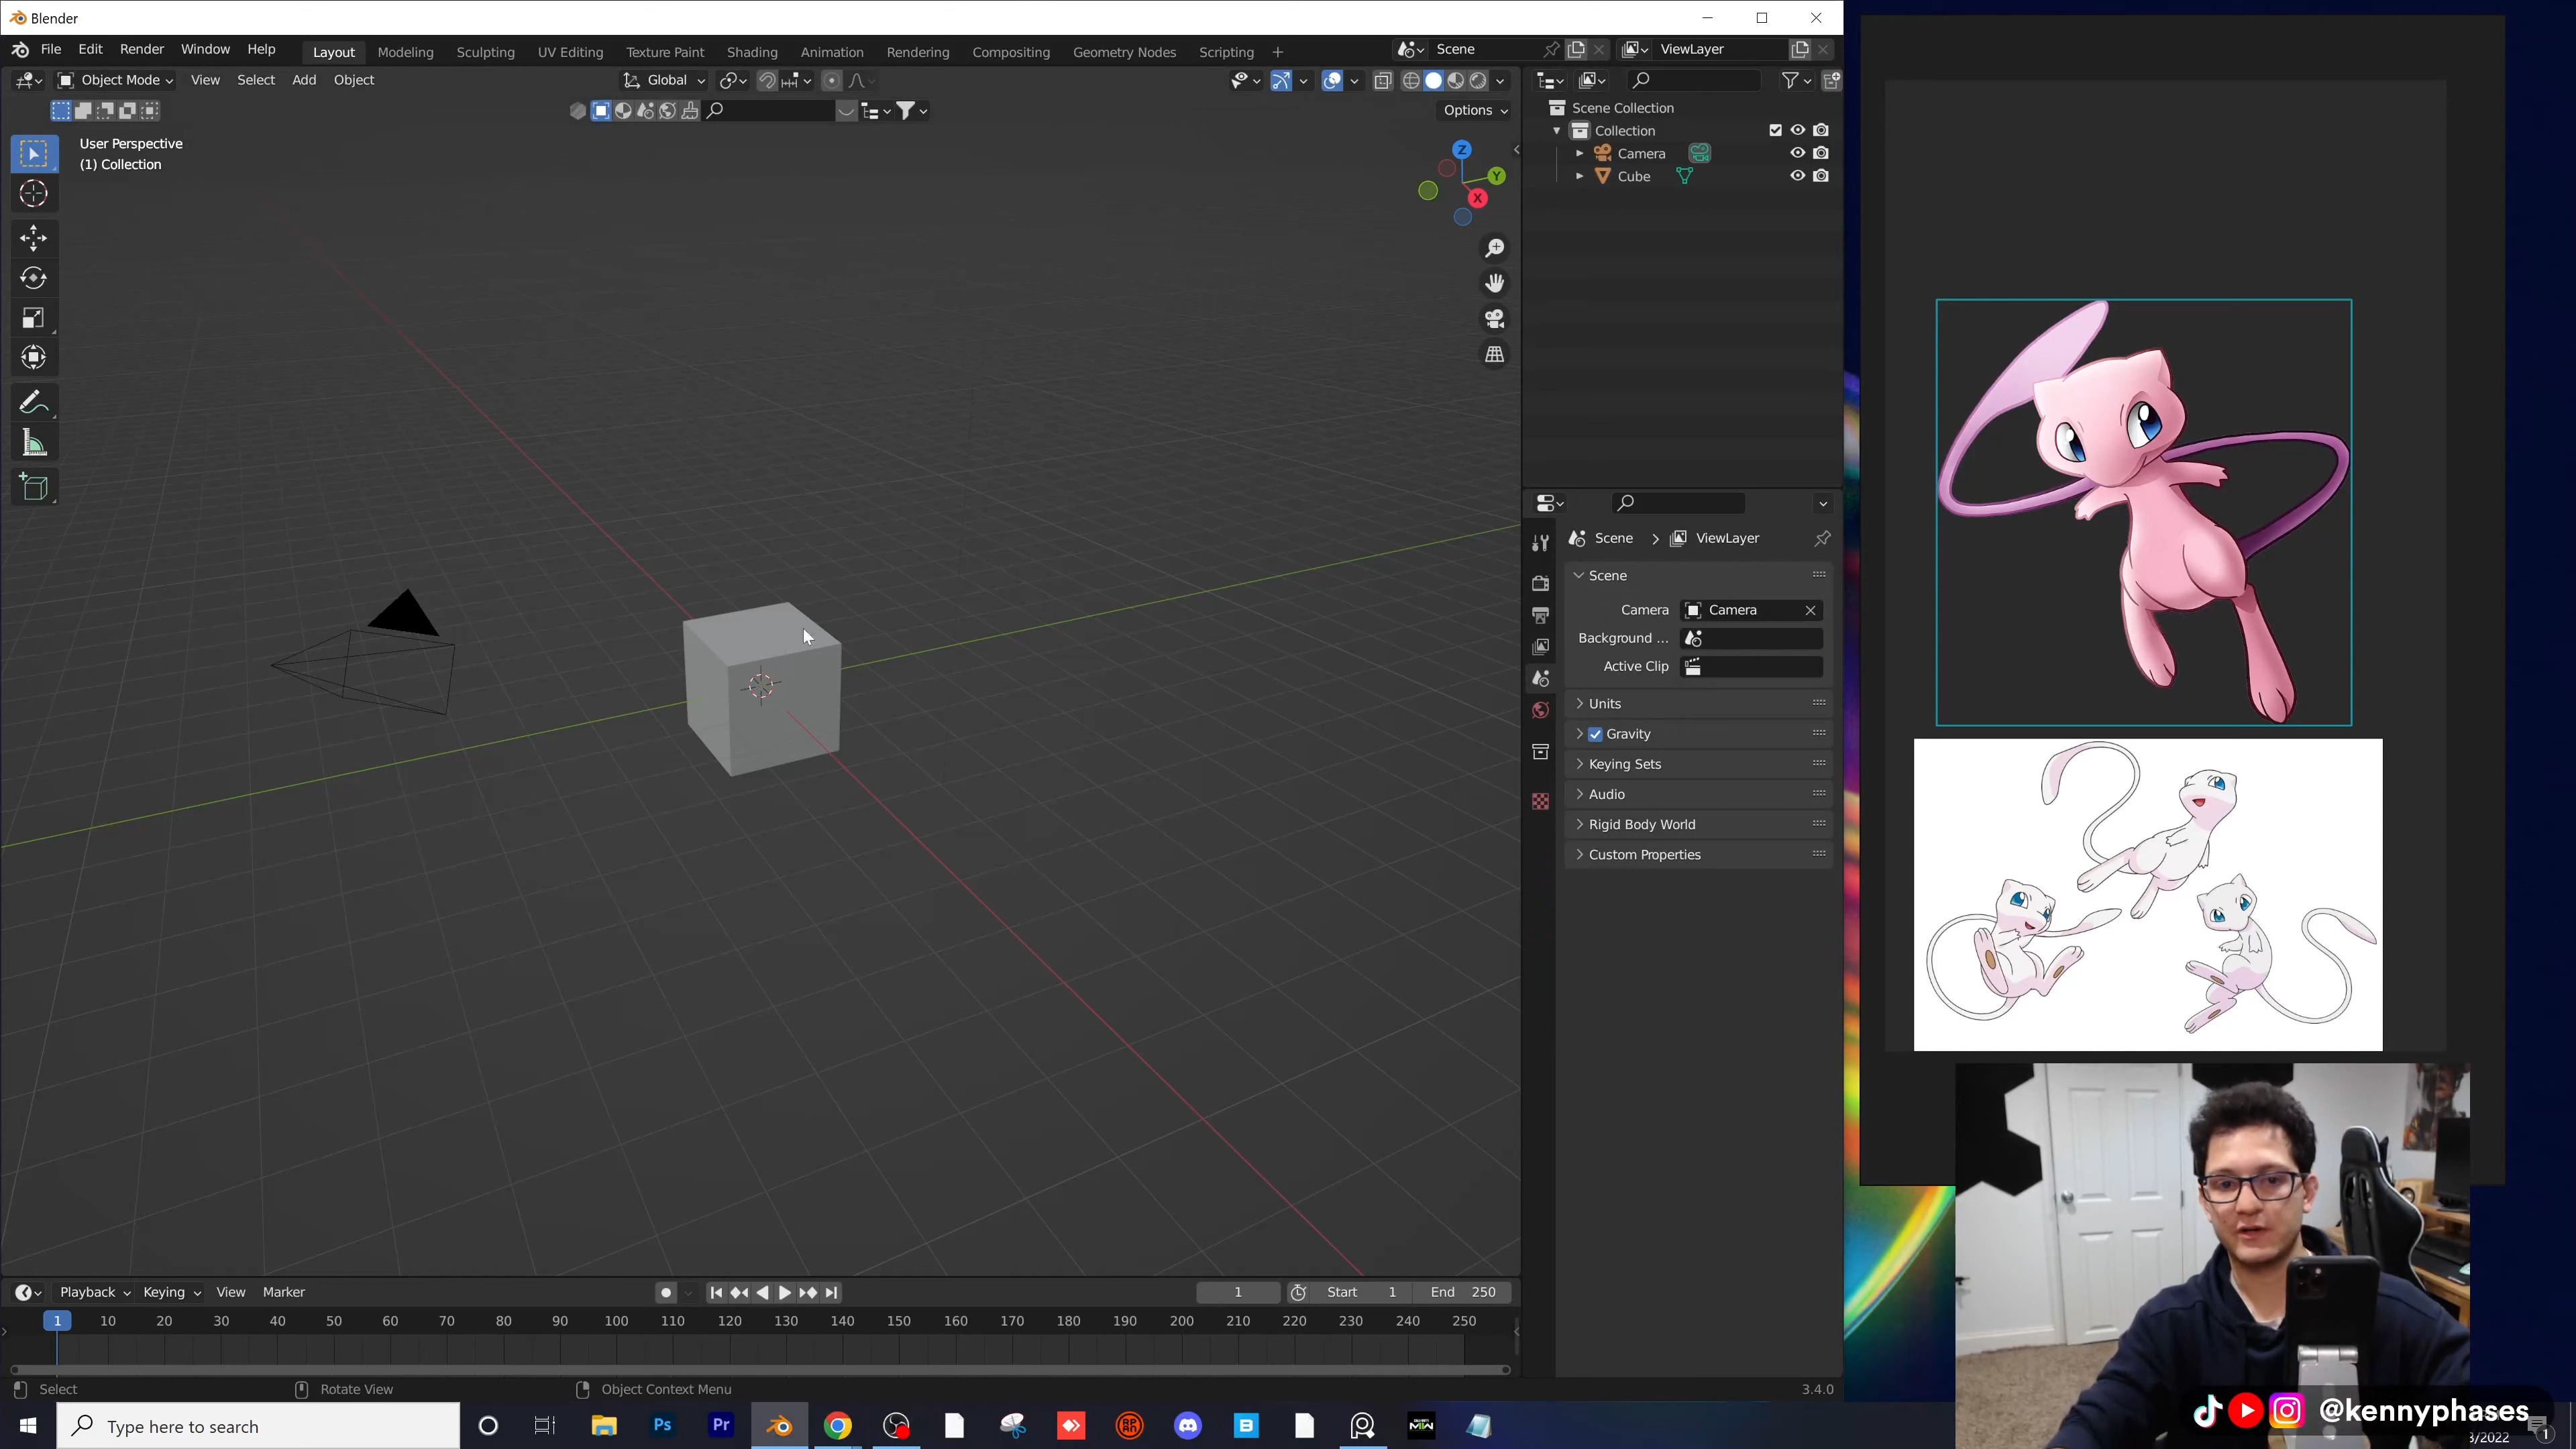 Blender
File Edit Render Window Help Layout Modeling Sculpting UV Editing Texture Paint Shading Animation Rendering Compositing Geometry Nodes Scripting + Scene ViewLayer
Object Mode View Select Add Object Global
Options
User Perspective
(1) Collection
Z
Y
X
Scene Collection
Collection
Camera
Cube
Scene > ViewLayer
Scene
Camera Camera
Background ...
Active Clip
Units
Gravity
Keying Sets
Audio
Rigid Body World
Custom Properties
Playback Keying View Marker 1 Start 1 End 250
1 10 20 30 40 50 60 70 80 90 100 110 120 130 140 150 160 170 180 190 200 210 220 230 240 250
Select Rotate View Object Context Menu 3.4.0
Type here to search Ps Pr B MW
@kennyphases
3/2022
1